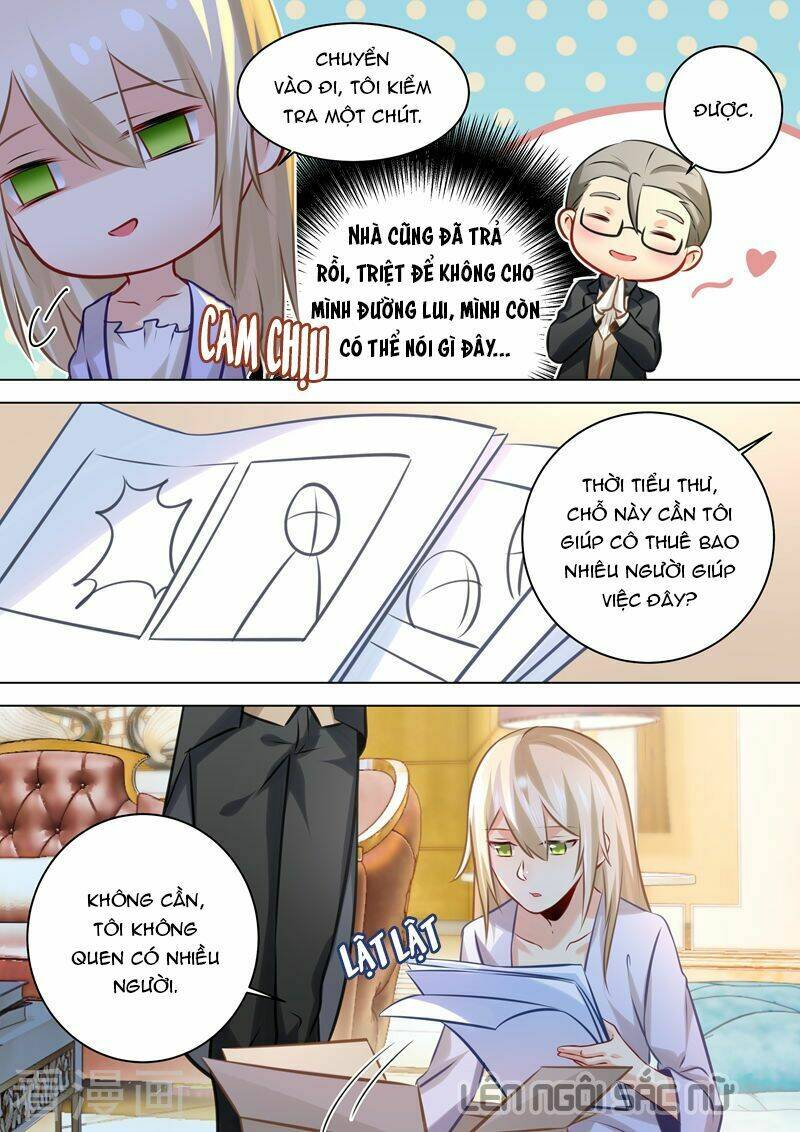 CHUYỂN
VÀO ĐI, TÔI KIỂM
TRA MỘT CHÚT.
ĐƯỢC.
NHÀ CŨNG ĐÃ TRẢ
RỒI, TRIỆT ĐỂ KHÔNG CHO
MÌNH ĐƯỜNG LUI, MÌNH CÒN
CÓ THỂ NÓI GÌ ĐÂY...
CAM CHỊU
THỜI TIỂU THƯ,
CHỖ NÀY CẦN TÔI
GIÚP CÔ THUÊ BAO
NHIÊU NGƯỜI GIÚP
VIỆC ĐÂY?
KHÔNG CẦN,
TÔI KHÔNG
QUEN CÓ NHIỀU
NGƯỜI.
LẬT LẬT
看漫画
LÊN NGÔI SẮC NỮ